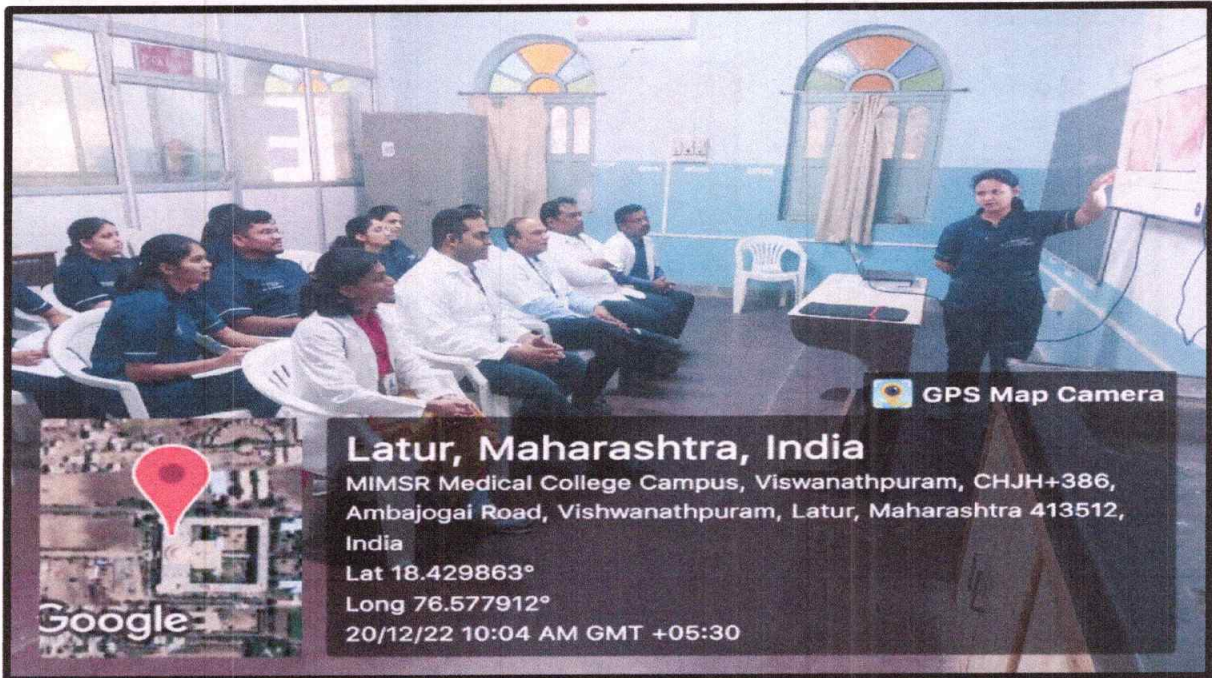 GPS Map Camera
Latur, Maharashtra, India
MIMSR Medical College Campus, Viswanathpuram, CHJH+386,
Ambajogai Road, Vishwanathpuram, Latur, Maharashtra 413512,
India
Lat 18.429863°
Long 76.577912°
20/12/22 10:04 AM GMT +05:30
Google